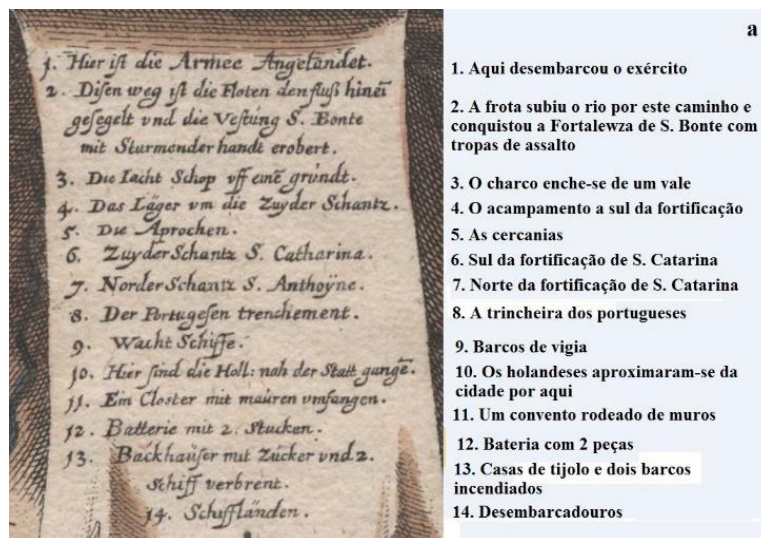 1. Hier ist die Armee Angelendet.
2. Disen weg ist die Floten den fluß hineī
gesegelt vnd die Vestung S. Bonte
mit Sturmender handt erobert.
3. Die Iacht Schop vff einē grundt.
4. Das Läger vm die Zuyder Schantz.
5. Die Aprochen.
6. Zuyder Schantz S. Catharina.
7. Norder Schantz S. Anthoÿne.
8. Der Portugesen trenchement.
9. Wacht Schiffe.
10. Hier sind die Holl: nah der Statt gangē.
11. Ein Closter mit mauren vmfangen.
12. Batterie mit 2. Stucken.
13. Backhaüser mit Zücker vnd 2.
Schiff verbrent.
14. Schiffländen.
a
1. Aqui desembarcou o exército
2. A frota subiu o rio por este caminho e
conquistou a Fortalewza de S. Bonte com
tropas de assalto
3. O charco enche-se de um vale
4. O acampamento a sul da fortificação
5. As cercanias
6. Sul da fortificação de S. Catarina
7. Norte da fortificação de S. Catarina
8. A trincheira dos portugueses
9. Barcos de vigia
10. Os holandeses aproximaram-se da
cidade por aqui
11. Um convento rodeado de muros
12. Bateria com 2 peças
13. Casas de tijolo e dois barcos
incendiados
14. Desembarcadouros